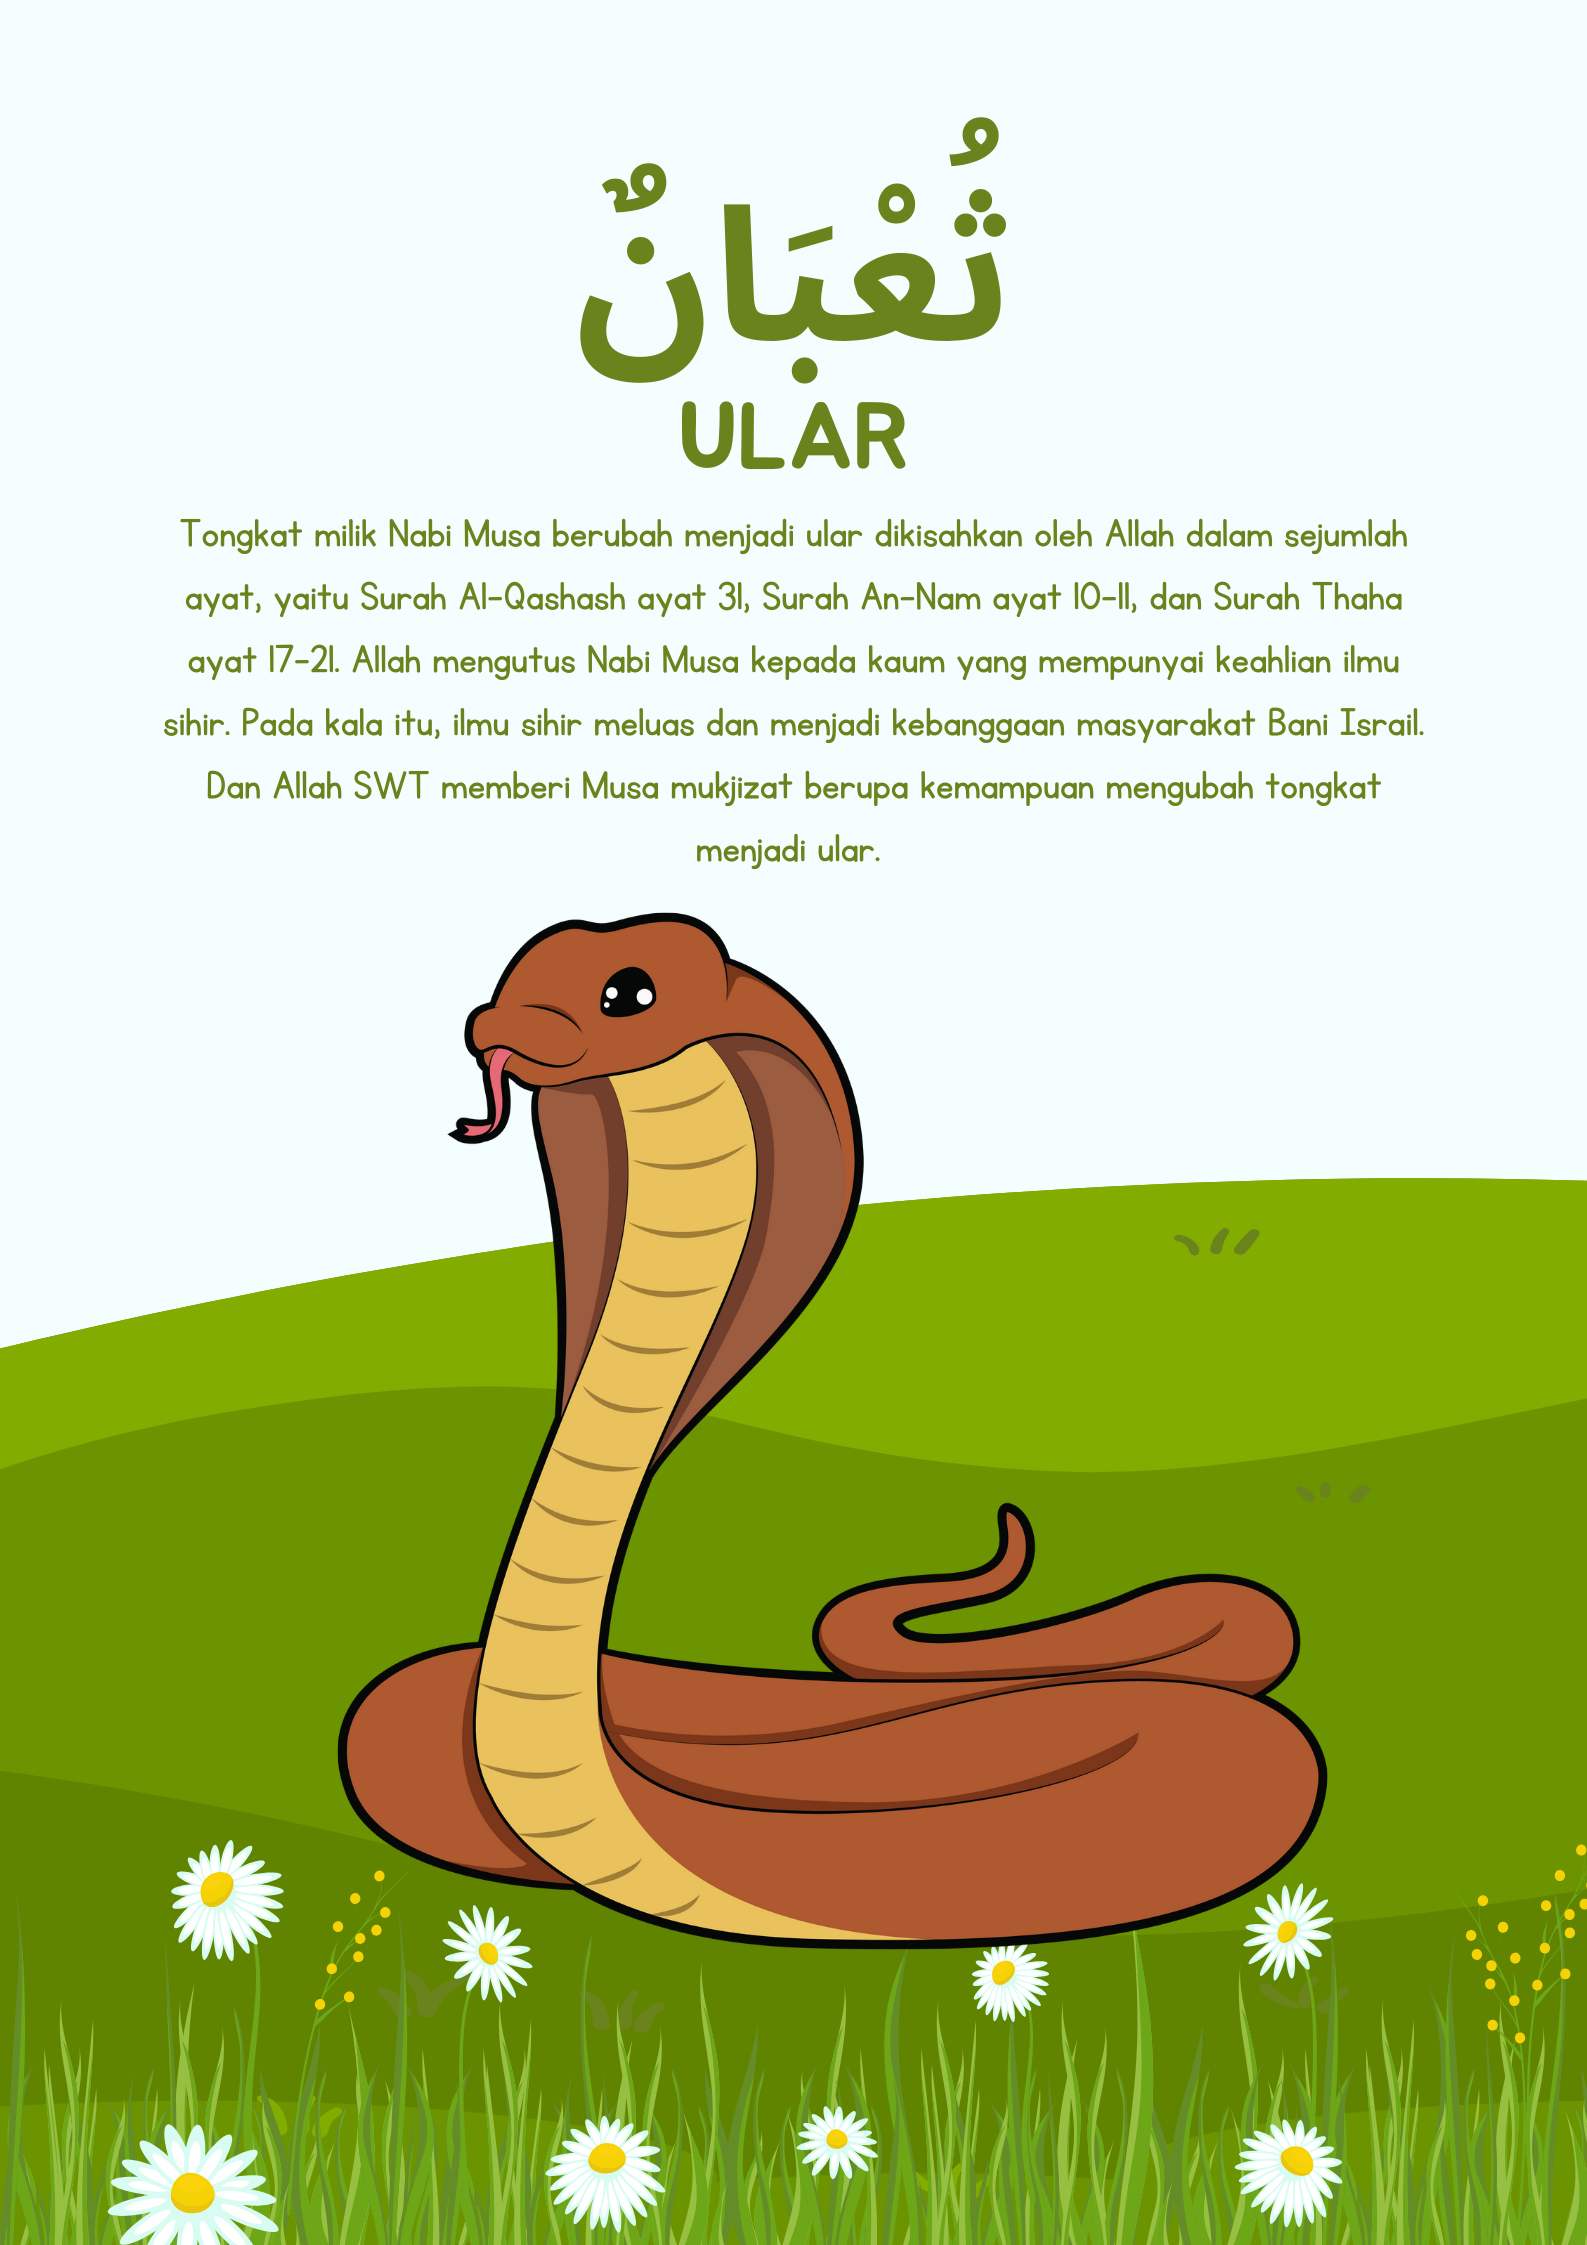 ثُعْبَانٌ
ULAR
Tongkat milik Nabi Musa berubah menjadi ular dikisahkan oleh Allah dalam sejumlah
ayat, yaitu Surah Al-Qashash ayat 31, Surah An-Nam ayat 10-11, dan Surah Thaha
ayat 17-21. Allah mengutus Nabi Musa kepada kaum yang mempunyai keahlian ilmu
sihir. Pada kala itu, ilmu sihir meluas dan menjadi kebanggaan masyarakat Bani Israil.
Dan Allah SWT memberi Musa mukjizat berupa kemampuan mengubah tongkat
menjadi ular.